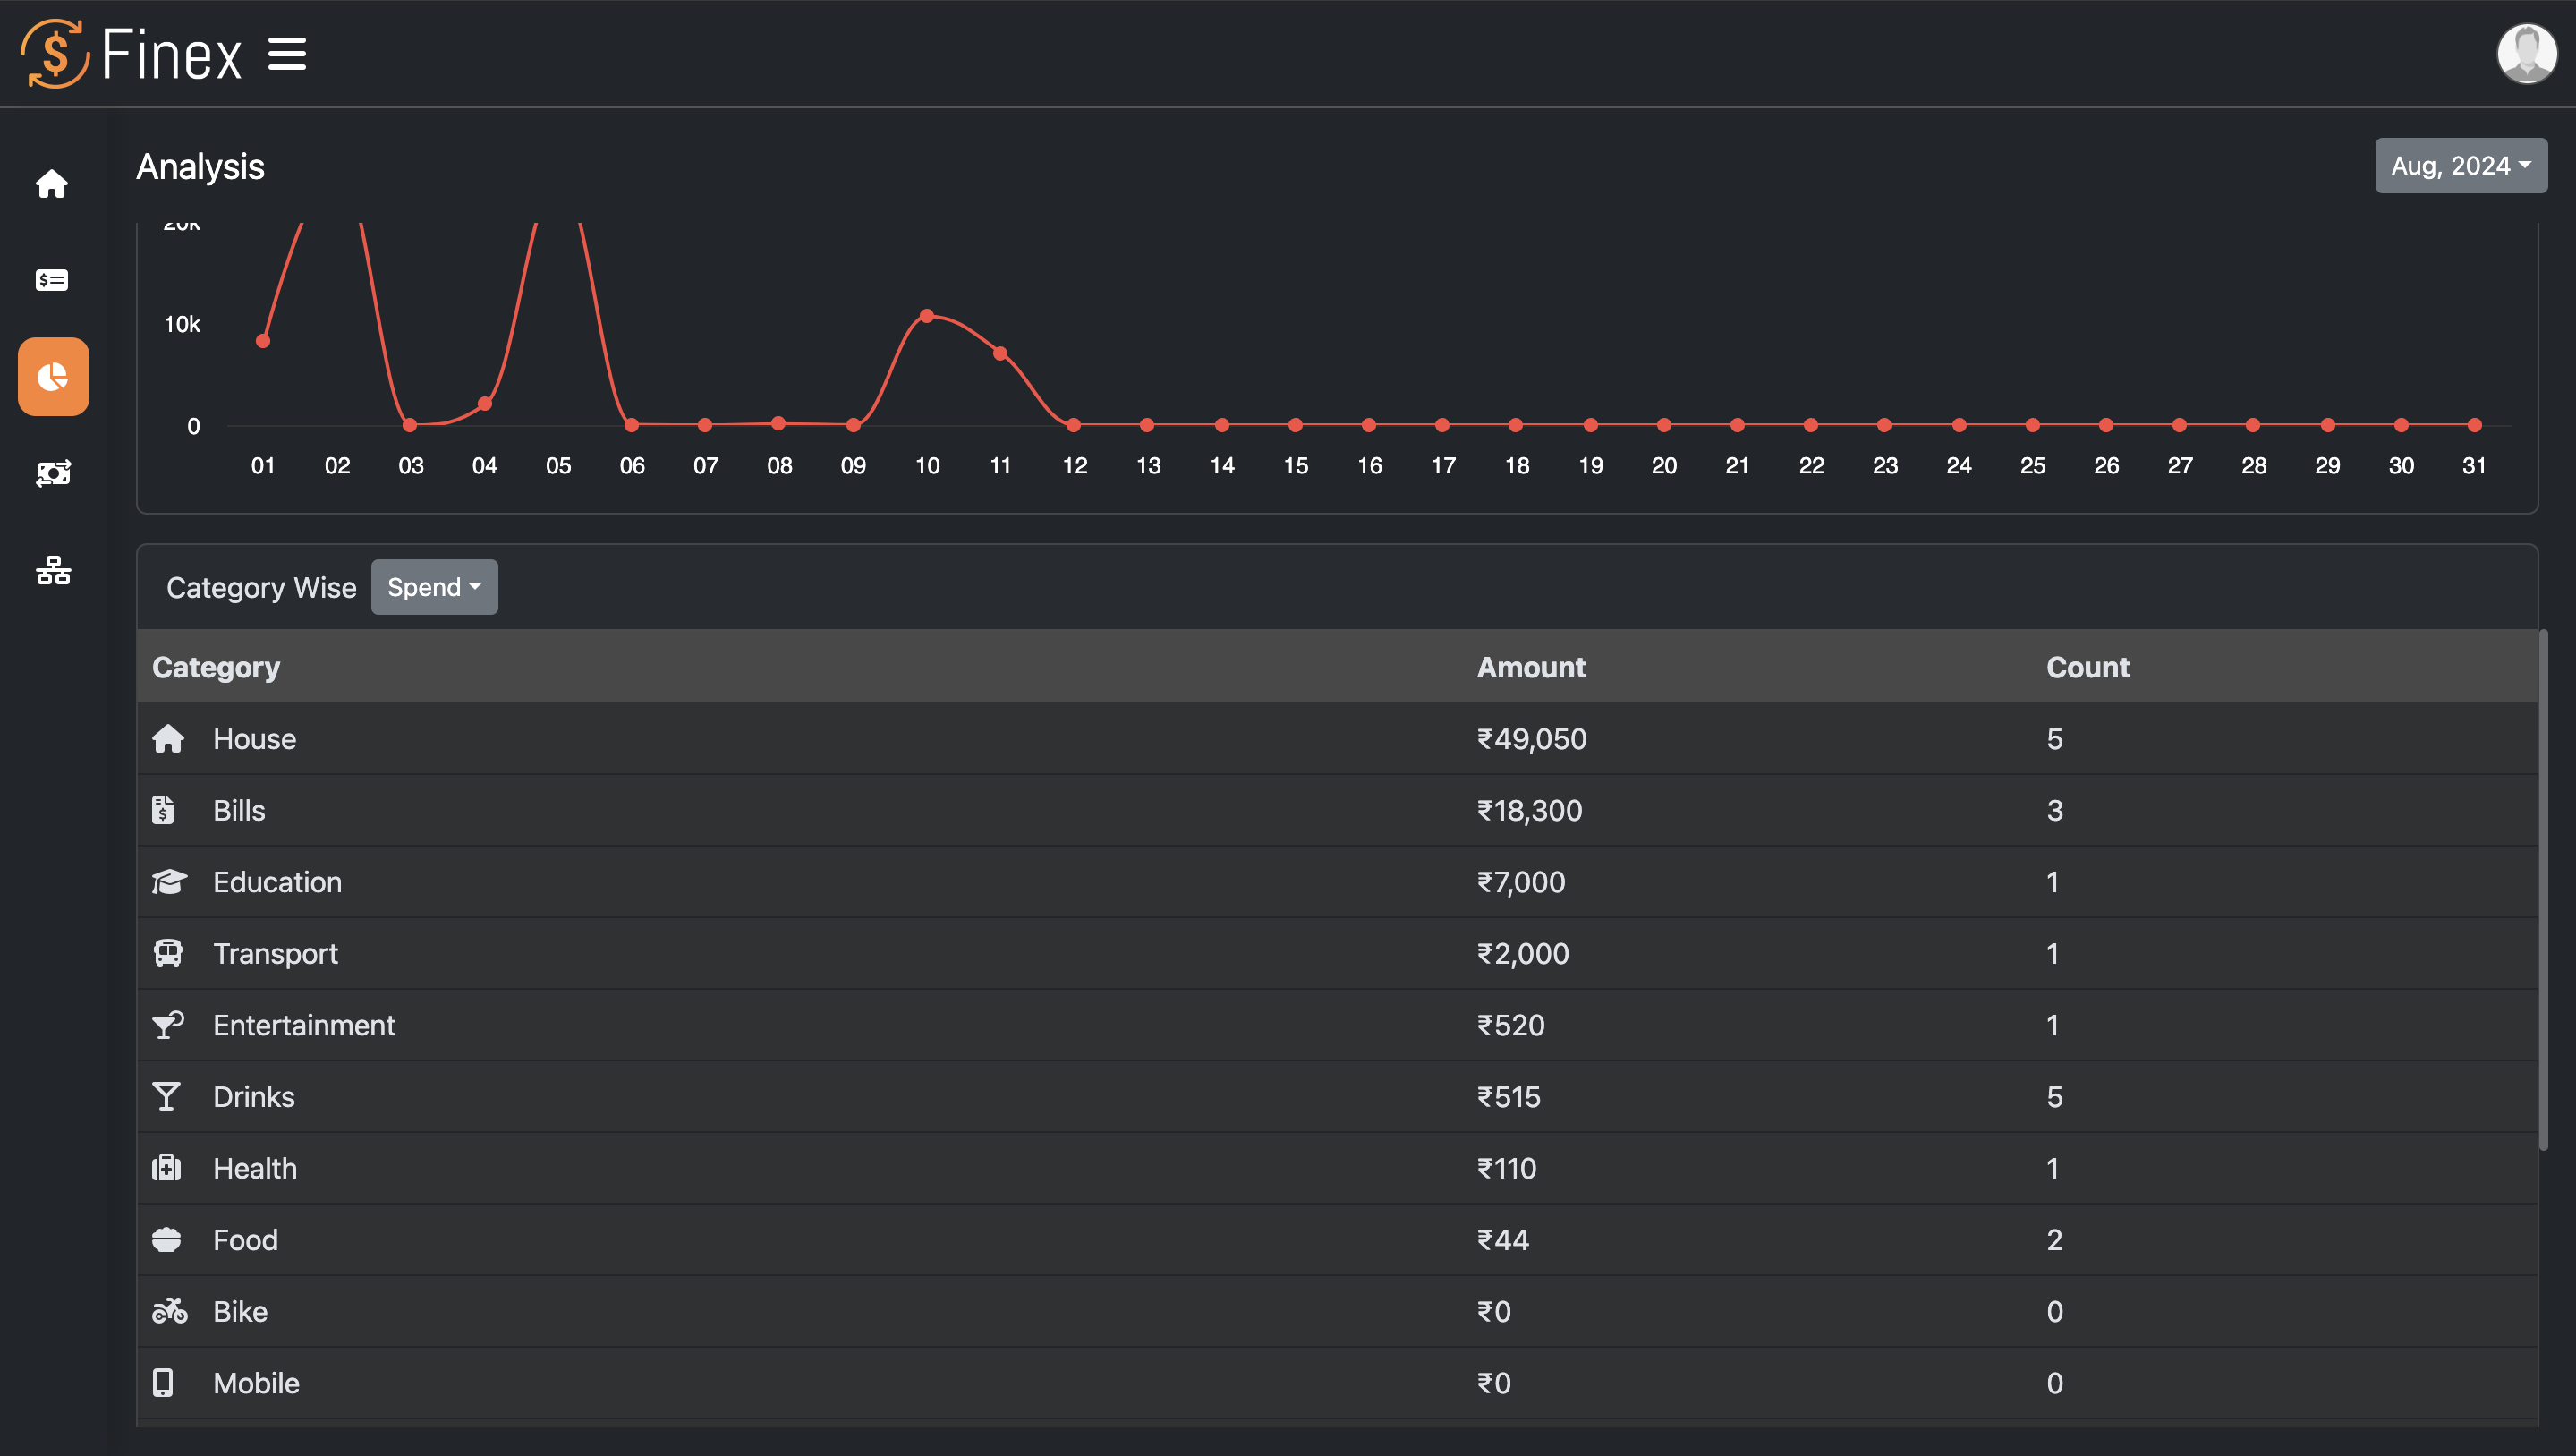 $ Finex
Analysis
Aug, 2024
20k
10k
0
01 02 03 04 05 06 07 08 09 10 11 12 13 14 15 16 17 18 19 20 21 22 23 24 25 26 27 28 29 30 31
Category Wise Spend
Category Amount Count
House ₹49,050 5
Bills ₹18,300 3
Education ₹7,000 1
Transport ₹2,000 1
Entertainment ₹520 1
Drinks ₹515 5
Health ₹110 1
Food ₹44 2
Bike ₹0 0
Mobile ₹0 0